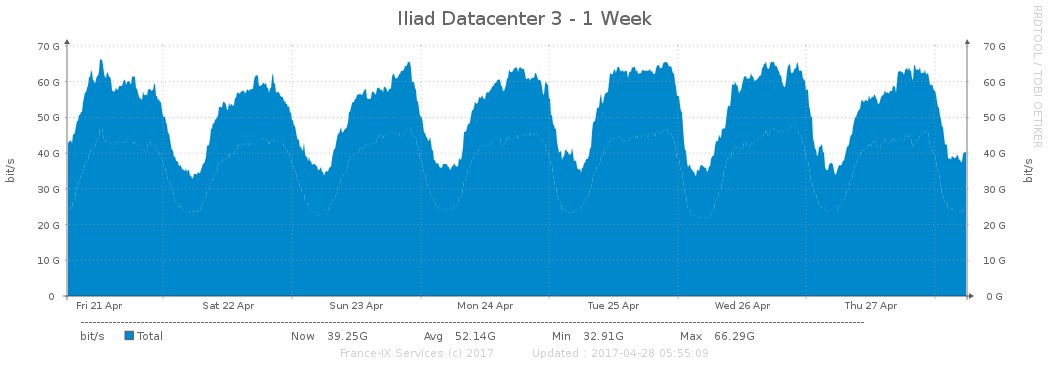 Iliad Datacenter 3 - 1 Week
RRDTOOL / TOBI OETIKER
70 G 70 G
60 G 60 G
50 G 50 G
40 G 40 G
30 G 30 G
20 G 20 G
10 G 10 G
0 0 G
bit/s
bit/s
Fri 21 Apr Sat 22 Apr Sun 23 Apr Mon 24 Apr Tue 25 Apr Wed 26 Apr Thu 27 Apr
bit/s Total Now 39.25G Avg 52.14G Min 32.91G Max 66.29G
France-IX Services (c) 2017 Updated : 2017-04-28 05:55:09